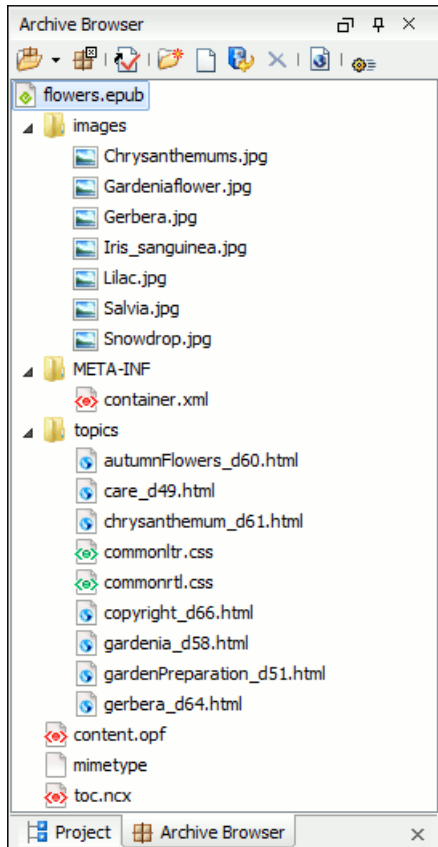 Archive Browser
flowers.epub
images
Chrysanthemums.jpg
Gardeniaflower.jpg
Gerbera.jpg
Iris_sanguinea.jpg
Lilac.jpg
Salvia.jpg
Snowdrop.jpg
META-INF
container.xml
topics
autumnFlowers_d60.html
care_d49.html
chrysanthemum_d61.html
commonltr.css
commonrtl.css
copyright_d66.html
gardenia_d58.html
gardenPreparation_d51.html
gerbera_d64.html
content.opf
mimetype
toc.ncx
Project Archive Browser